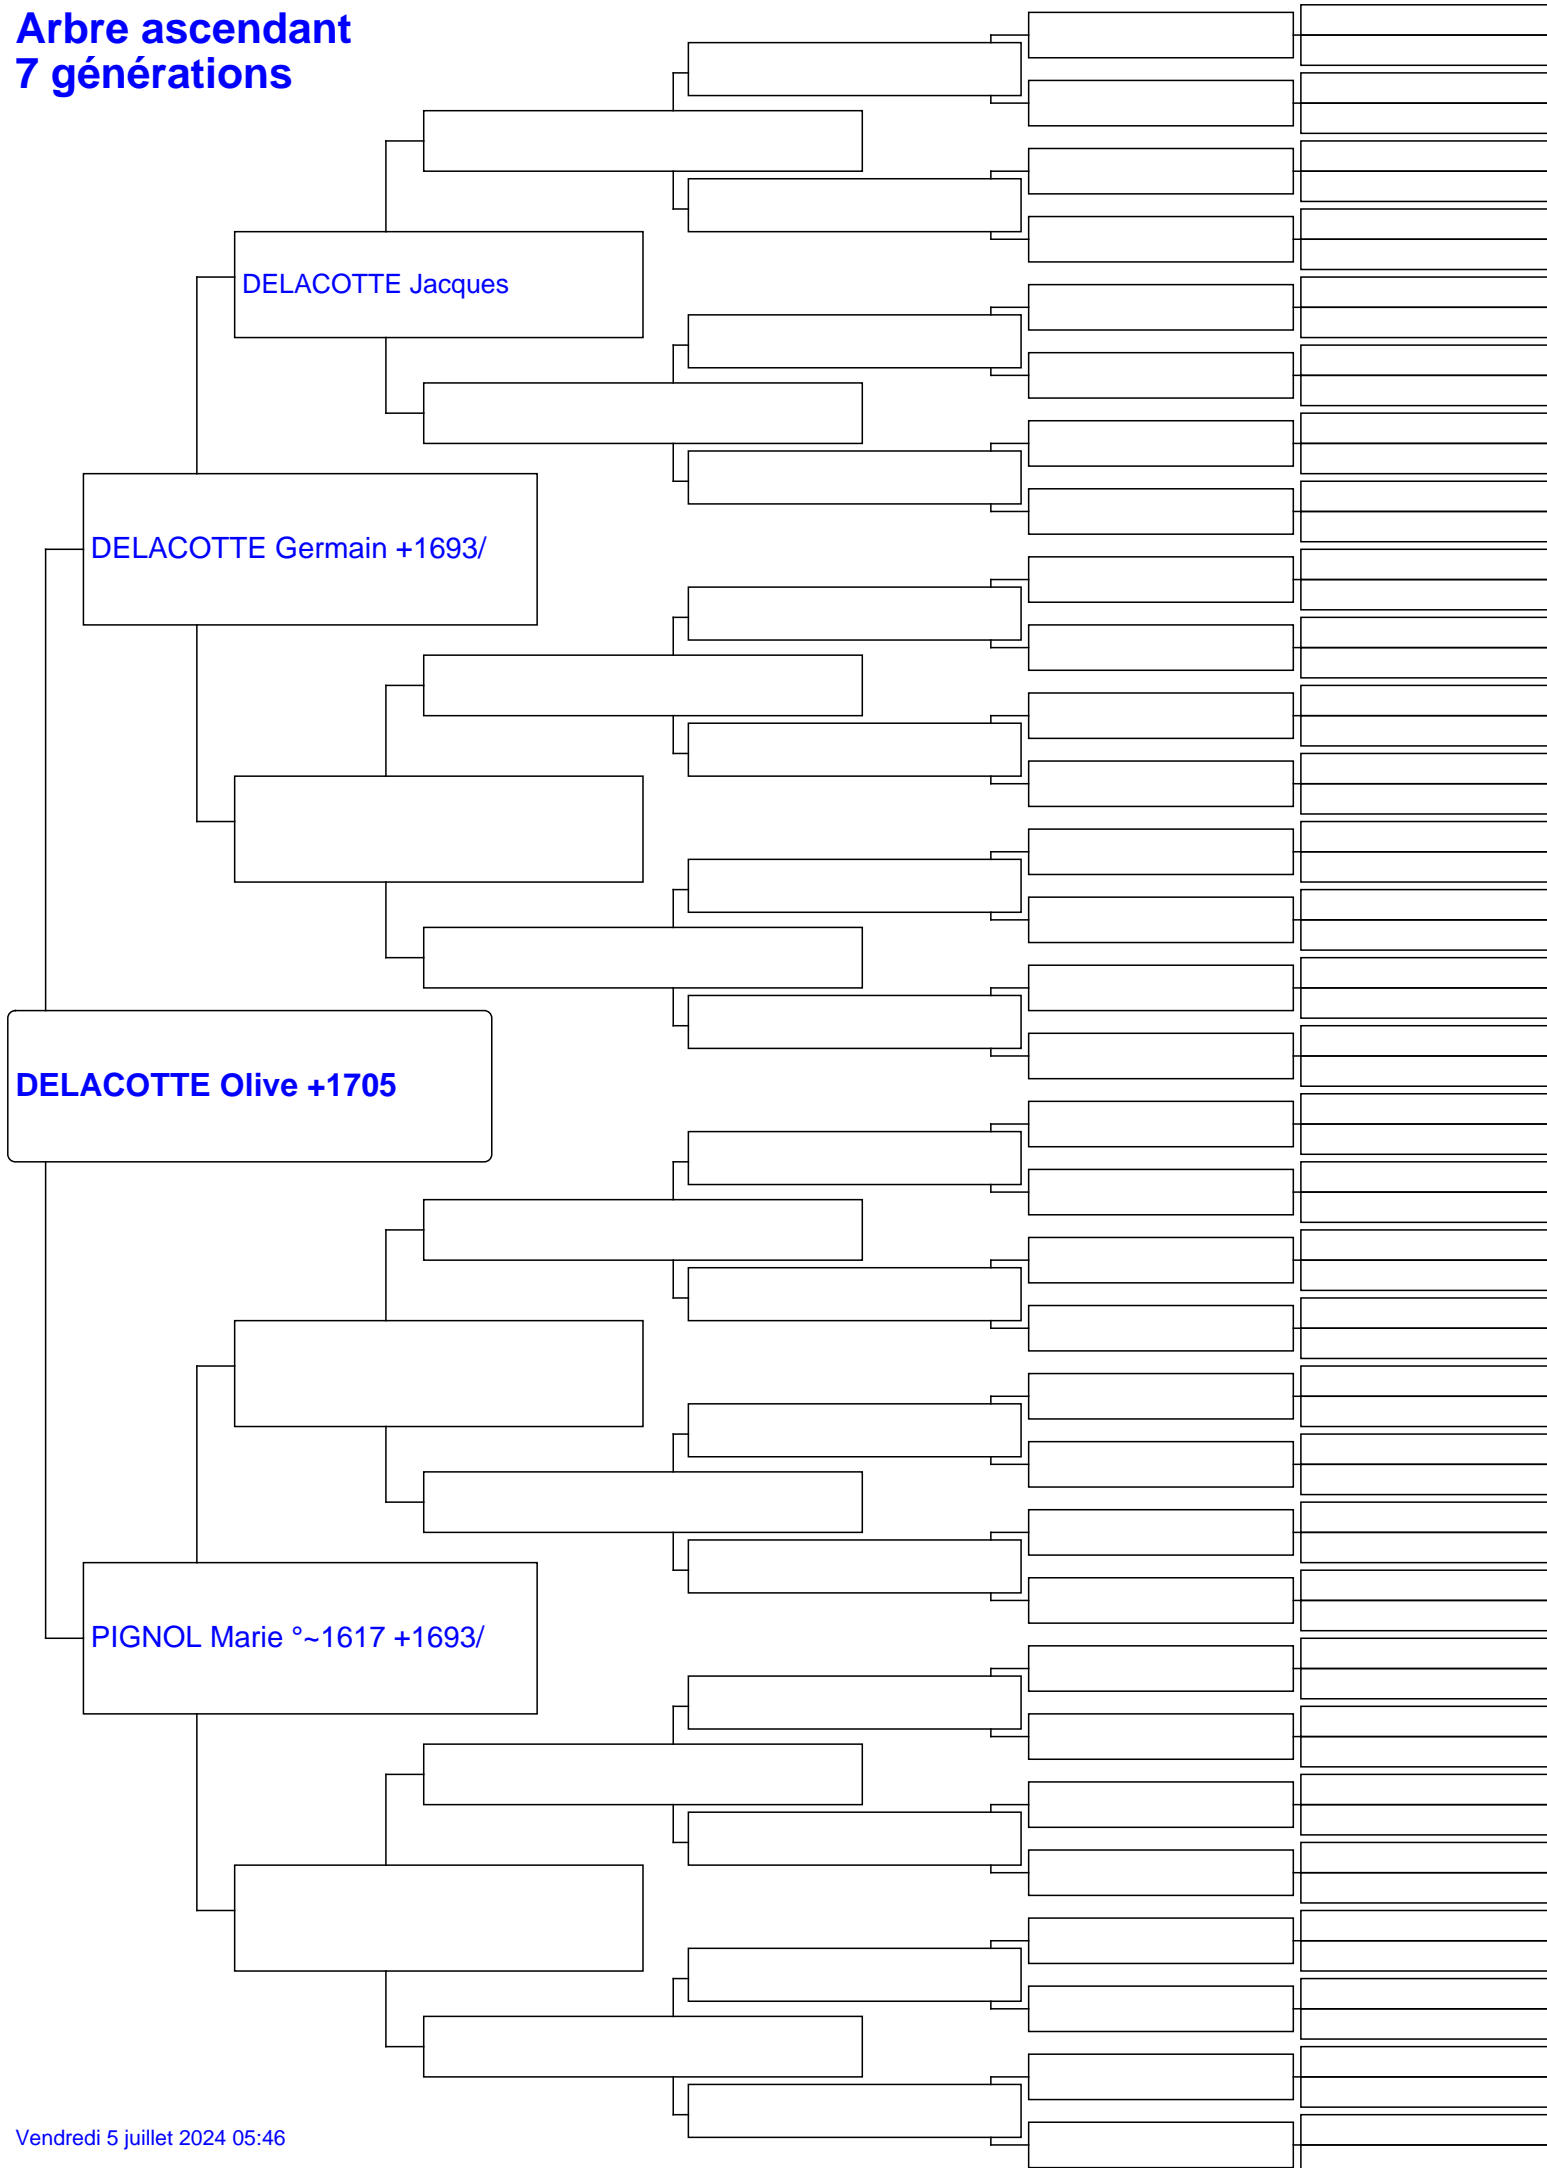 Arbre ascendant
7 générations
DELACOTTE Jacques
DELACOTTE Germain +1693/
DELACOTTE Olive +1705
PIGNOL Marie °~1617 +1693/
Vendredi 5 juillet 2024 05:46